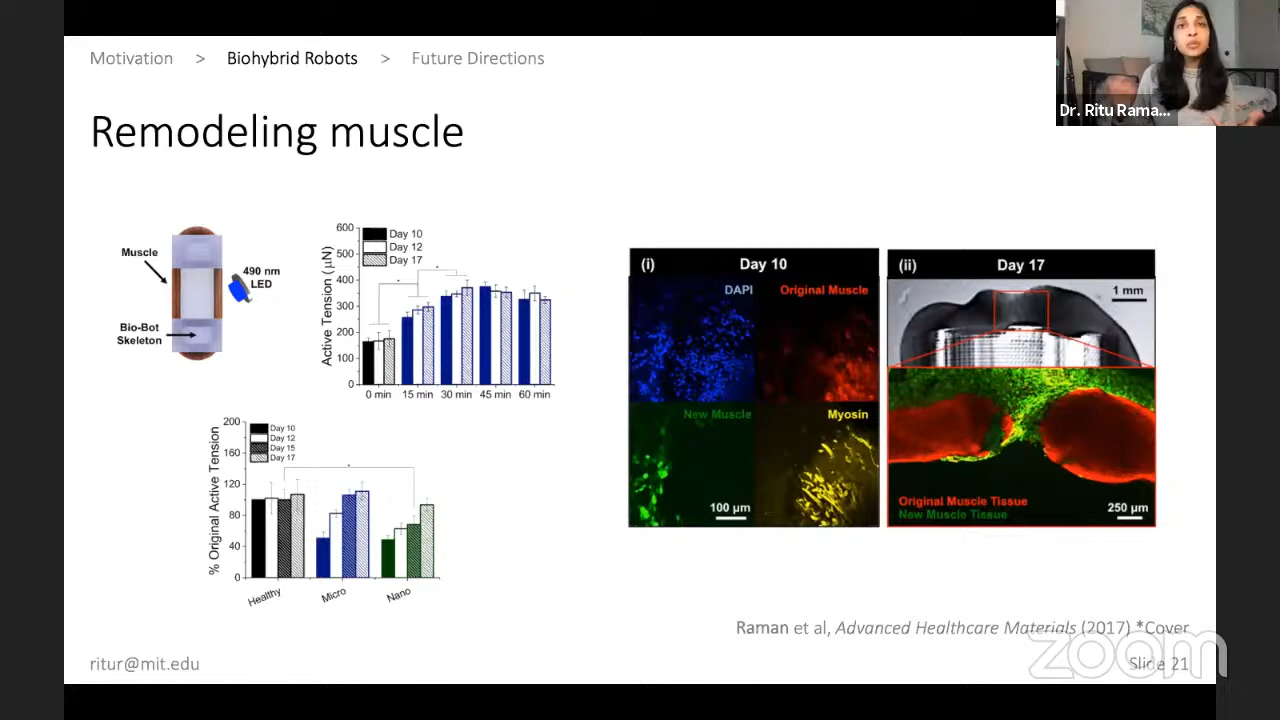 Motivation > Biohybrid Robots > Future Directions
Dr. Ritu Rama...
Remodeling muscle
Muscle
490 nm
LED
Bio-Bot
Skeleton
Active Tension (µN)
600
500
400
300
200
100
0
Day 10
Day 12
Day 17
*
*
0 min 15 min 30 min 45 min 60 min
% Original Active Tension
200
160
120
80
40
0
Day 10
Day 12
Day 15
Day 17
*
Healthy Micro Nano
(i) Day 10
DAPI Original Muscle
New Muscle Myosin
100 µm
(ii) Day 17
1 mm
Original Muscle Tissue
New Muscle Tissue
250 µm
Raman et al, Advanced Healthcare Materials (2017) *Cover
ritur@mit.edu
Slide 21
zoom